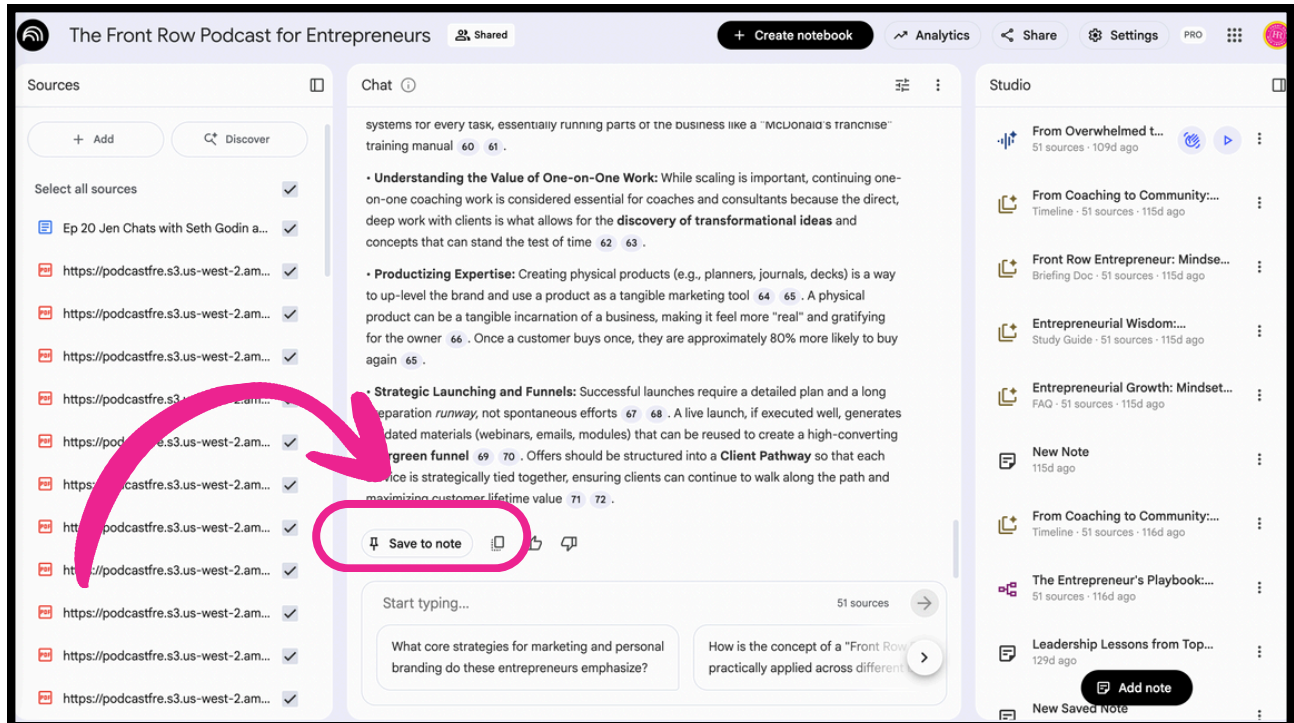 The Front Row Podcast for Entrepreneurs
Shared
+ Create notebook
Analytics
Share
Settings
PRO
Sources
+ Add
Discover
Select all sources
Ep 20 Jen Chats with Seth Godin a...
PDF https://podcastfre.s3.us-west-2.am...
PDF https://podcastfre.s3.us-west-2.am...
PDF https://podcastfre.s3.us-west-2.am...
PDF
PDF podcastfre.s3.us-west-2.am...
PDF podcastfre.s3.us-west-2.am...
PDF podcastfre.s3.us-west-2.am...
PDF podcastfre.s3.us-west-2.am...
PDF https://podcastfre.s3.us-west-2.am...
PDF https://podcastfre.s3.us-west-2.am...
PDF https://podcastfre.s3.us-west-2.am...
Chat
systems for every task, essentially running parts of the business like a "McDonald's franchise"
training manual 60 61 .
• Understanding the Value of One-on-One Work: While scaling is important, continuing one-
on-one coaching work is considered essential for coaches and consultants because the direct,
deep work with clients is what allows for the discovery of transformational ideas and
concepts that can stand the test of time 62 63 .
• Productizing Expertise: Creating physical products (e.g., planners, journals, decks) is a way
to up-level the brand and use a product as a tangible marketing tool 64 65 . A physical
product can be a tangible incarnation of a business, making it feel more "real" and gratifying
for the owner 66 . Once a customer buys once, they are approximately 80% more likely to buy
again 65 .
• Strategic Launching and Funnels: Successful launches require a detailed plan and a long
runway, not spontaneous efforts 67 68 . A live launch, if executed well, generates
materials (webinars, emails, modules) that can be reused to create a high-converting
funnel 69 70 . Offers should be structured into a Client Pathway so that each
is strategically tied together, ensuring clients can continue to walk along the path and
maximizing customer lifetime value 71 72 .
Save to note
Start typing...
51 sources
What core strategies for marketing and personal
branding do these entrepreneurs emphasize?
How is the concept of a "Front Row
practically applied across different
Studio
From Overwhelmed t...
51 sources · 109d ago
From Coaching to Community:...
Timeline · 51 sources · 115d ago
Front Row Entrepreneur: Mindse...
Briefing Doc · 51 sources · 115d ago
Entrepreneurial Wisdom:...
Study Guide · 51 sources · 115d ago
Entrepreneurial Growth: Mindset...
FAQ · 51 sources · 115d ago
New Note
115d ago
From Coaching to Community:...
Timeline · 51 sources · 116d ago
The Entrepreneur's Playbook:...
51 sources · 116d ago
Leadership Lessons from Top...
129d ago
Add note
New Saved Note